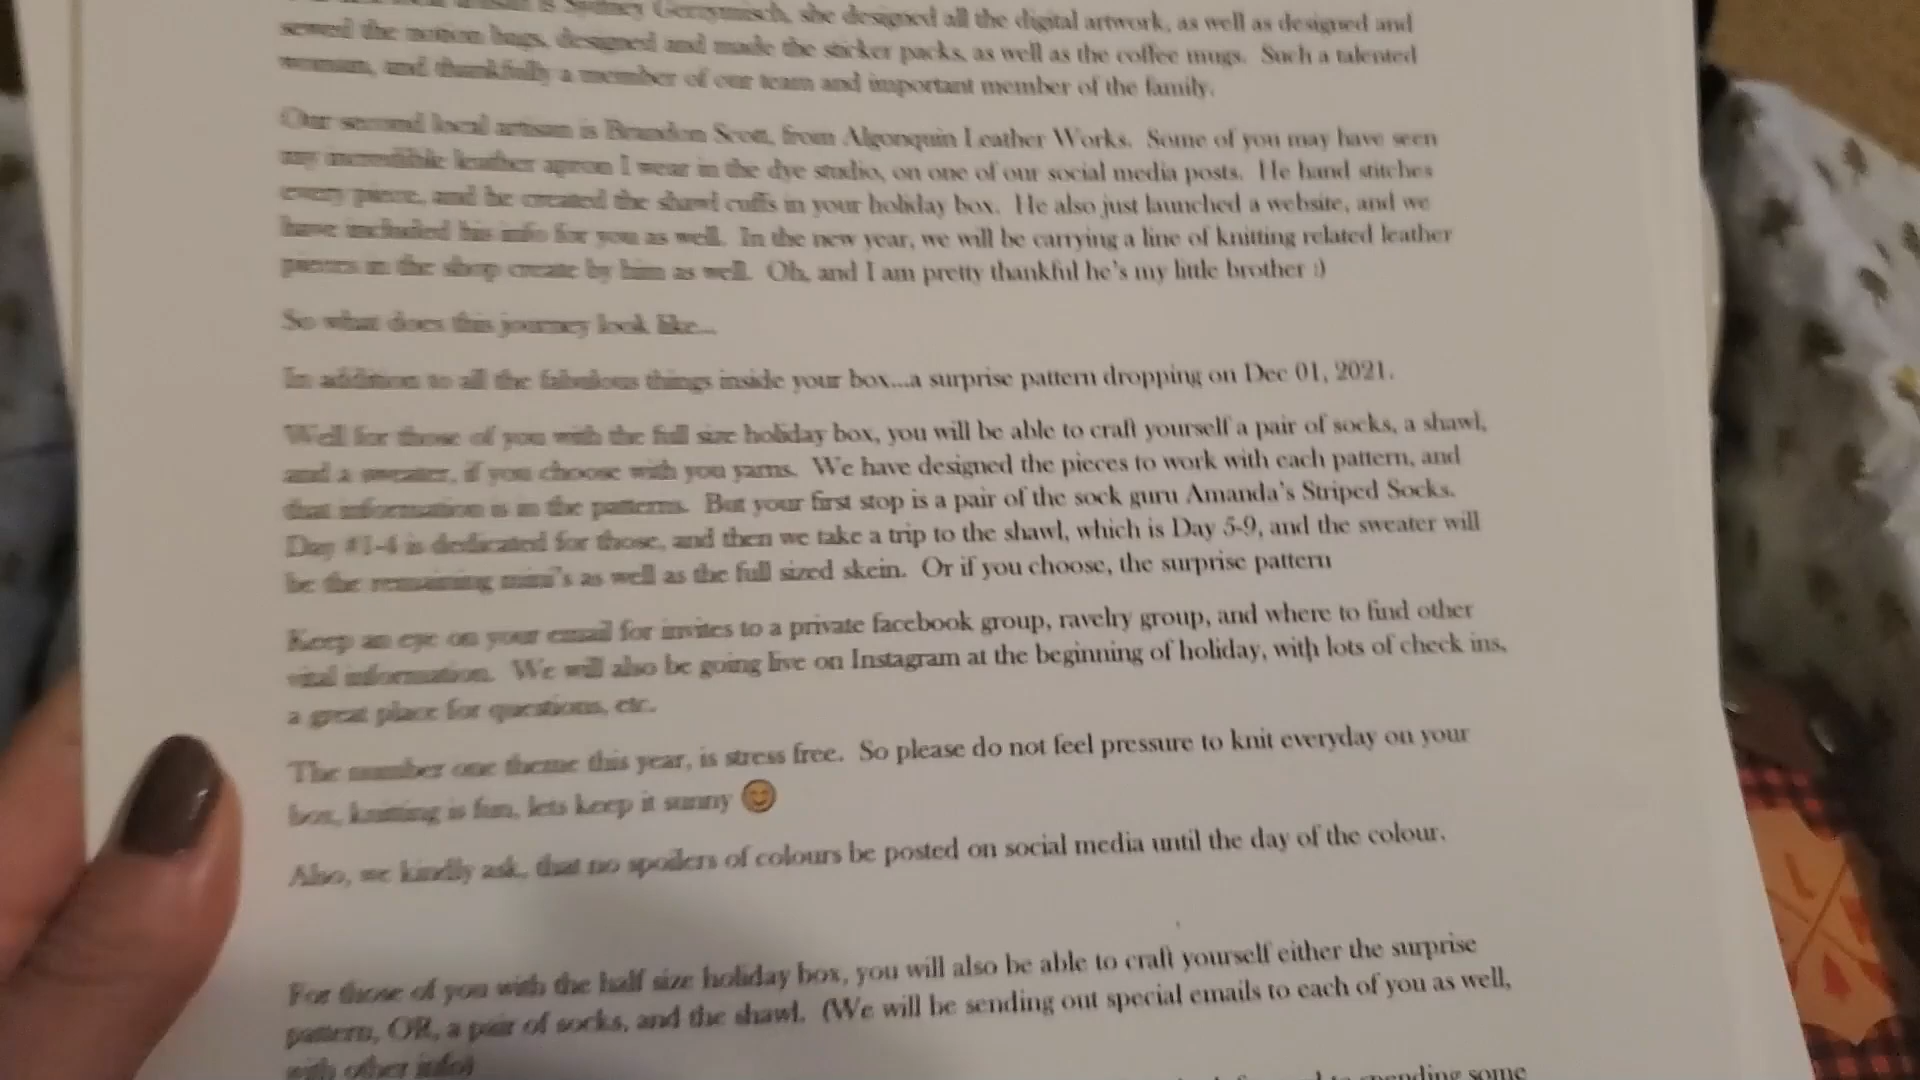 is Sydney she designed all the digital artwork, as well as designed and
sewed the notion bags, designed and made the sticker packs, as well as the coffee mugs. Such a talented
woman, and thankfully a member of our team and important member of the family.
Our second local artisan is Brandon Scott, from Algonquin Leather Works. Some of you may have seen
my incredible leather apron I wear in the dye studio, on one of our social media posts. He hand stitches
every piece, and he created the shawl cuffs in your holiday box. He also just launched a website, and we
have included his info for you as well. In the new year, we will be carrying a line of knitting related leather
pieces in the shop create by him as well. Oh, and I am pretty thankful he's my little brother :)
So what does this journey look like...
In addition to all the fabulous things inside your box...a surprise pattern dropping on Dec 01, 2021.
Well for those of you with the full size holiday box, you will be able to craft yourself a pair of socks, a shawl,
and a sweater, if you choose with you yarns. We have designed the pieces to work with each pattern, and
that information is in the patterns. But your first stop is a pair of the sock guru Amanda's Striped Socks.
Day #1-4 is dedicated for those, and then we take a trip to the shawl, which is Day 5-9, and the sweater will
be the remaining mini's as well as the full sized skein. Or if you choose, the surprise pattern
Keep an eye on your email for invites to a private facebook group, ravelry group, and where to find other
vital information. We will also be going live on Instagram at the beginning of holiday, with lots of check ins,
a great place for questions, etc.
The number one theme this year, is stress free. So please do not feel pressure to knit everyday on your
box, knitting is fun, lets keep it sunny 😊
Also, we kindly ask, that no spoilers of colours be posted on social media until the day of the colour.
For those of you with the half size holiday box, you will also be able to craft yourself either the surprise
pattern, OR, a pair of socks, and the shawl. (We will be sending out special emails to each of you as well,
with other info)
spending some